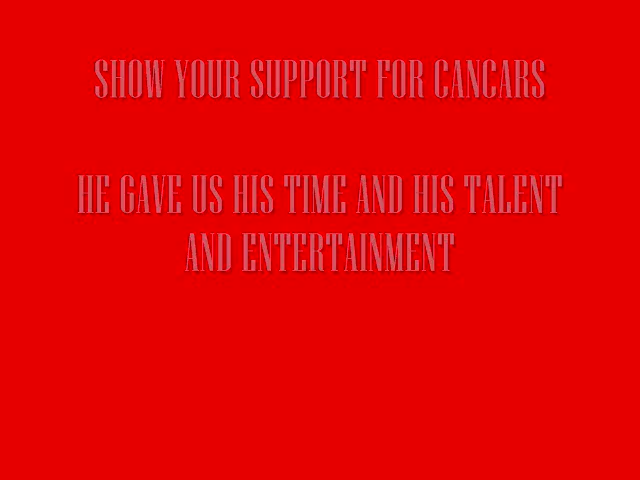 SHOW YOUR SUPPORT FOR CANCARS
HE GAVE US HIS TIME AND HIS TALENT
AND ENTERTAINMENT